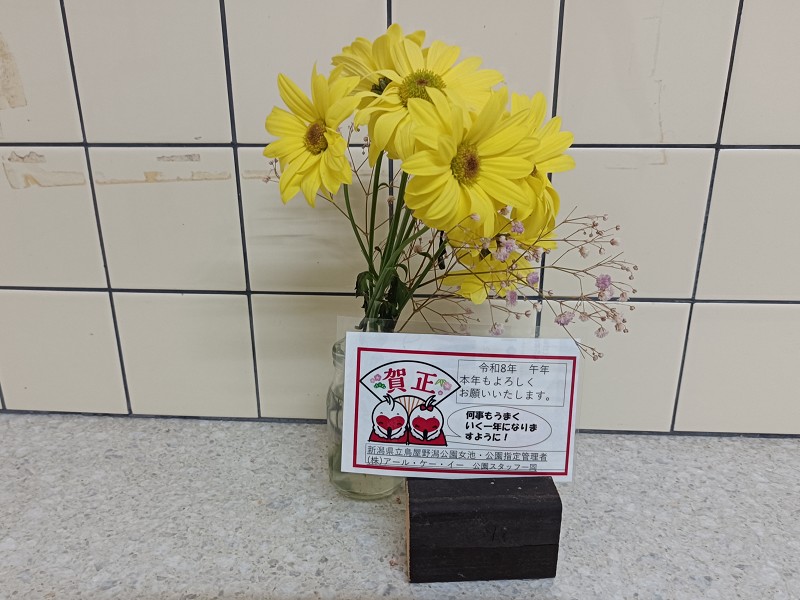 賀正
令和8年　午年
本年もよろしく
お願いいたします。
何事もうまく
いく一年になりま
すように！
新潟県立鳥屋野潟公園女池・公園指定管理者
(株)アール・ケー・イー　公園スタッフ一同